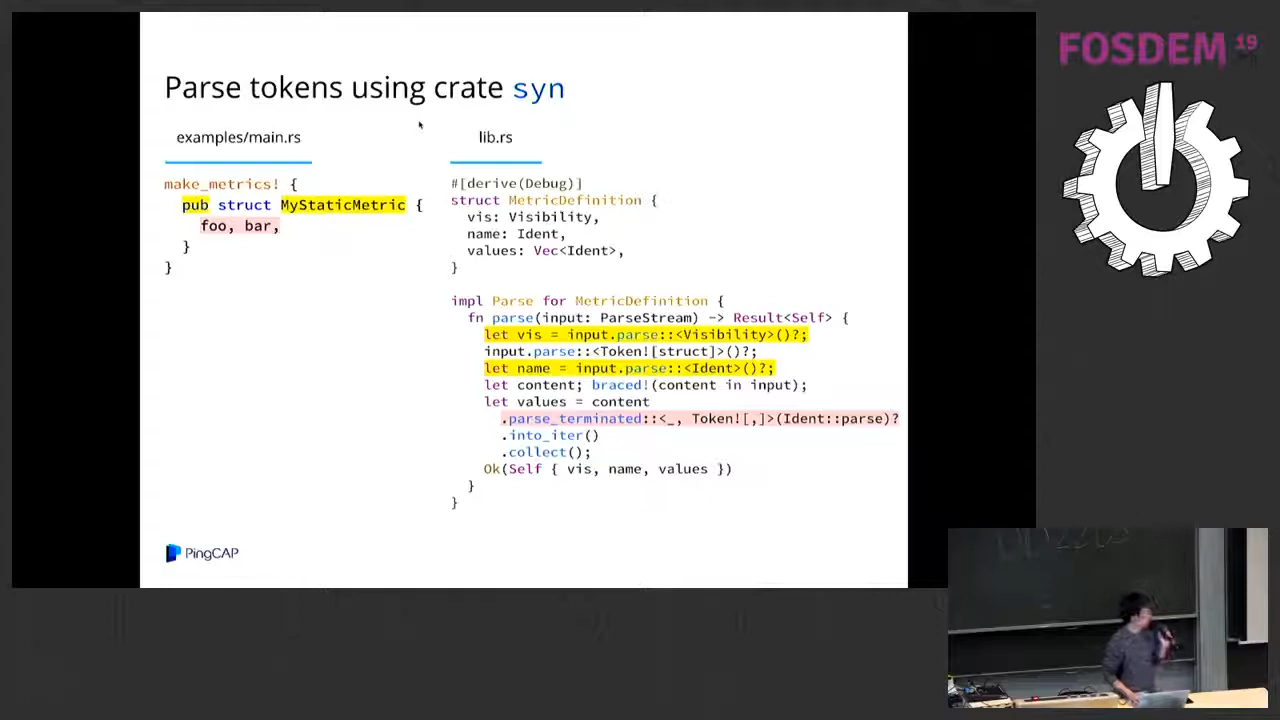 Parse tokens using crate syn
examples/main.rs
make_metrics! {
pub struct MyStaticMetric {
foo, bar,
}
}
lib.rs
#[derive(Debug)]
struct MetricDefinition {
vis: Visibility,
name: Ident,
values: Vec<Ident>,
}
impl Parse for MetricDefinition {
fn parse(input: ParseStream) -> Result<Self> {
let vis = input.parse::<Visibility>()?;
input.parse::<Token![struct]>()?;
let name = input.parse::<Ident>()?;
let content; braced!(content in input);
let values = content
.parse_terminated::<_, Token![,]>(Ident::parse)?
.into_iter()
.collect();
Ok(Self { vis, name, values })
}
}
PingCAP
FOSDEM 19